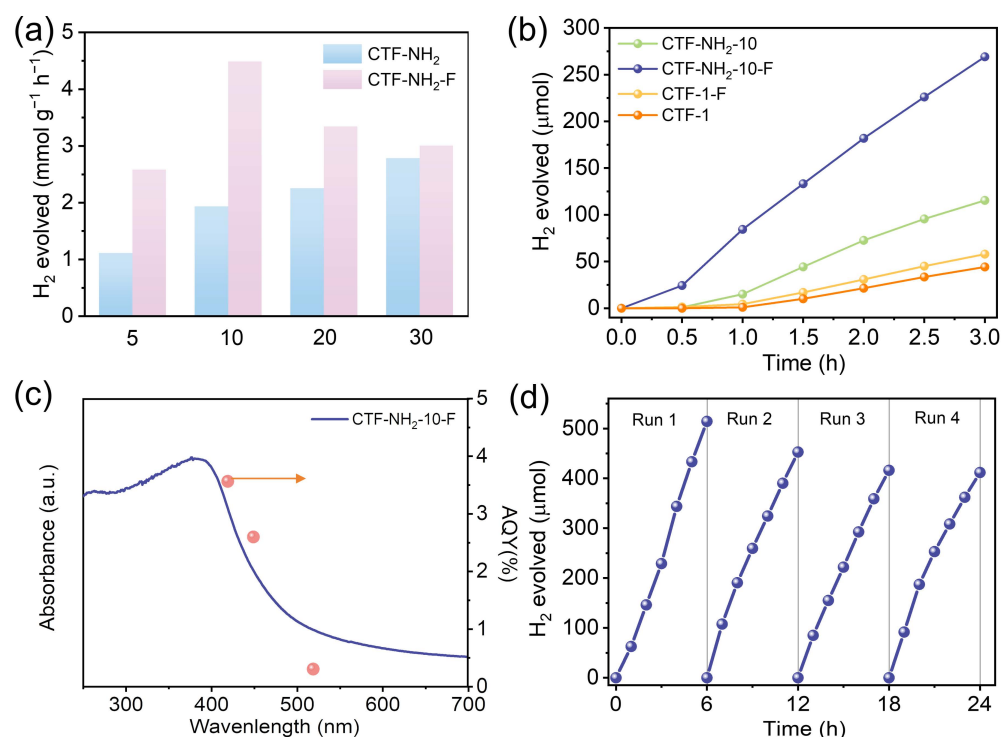 (a)
H₂ evolved (mmol g⁻¹ h⁻¹)
5
4
3
2
1
0
CTF-NH₂
CTF-NH₂-F
5 10 20 30
(b)
H₂ evolved (μmol)
300
250
200
150
100
50
0
CTF-NH₂-10
CTF-NH₂-10-F
CTF-1-F
CTF-1
0.0 0.5 1.0 1.5 2.0 2.5 3.0
Time (h)
(c)
Absorbance (a.u.)
CTF-NH₂-10-F
5
4
3
2
1
0
AQY(%)
300 400 500 600 700
Wavelength (nm)
(d)
H₂ evolved (μmol)
500
400
300
200
100
0
Run 1 Run 2 Run 3 Run 4
0 6 12 18 24
Time (h)